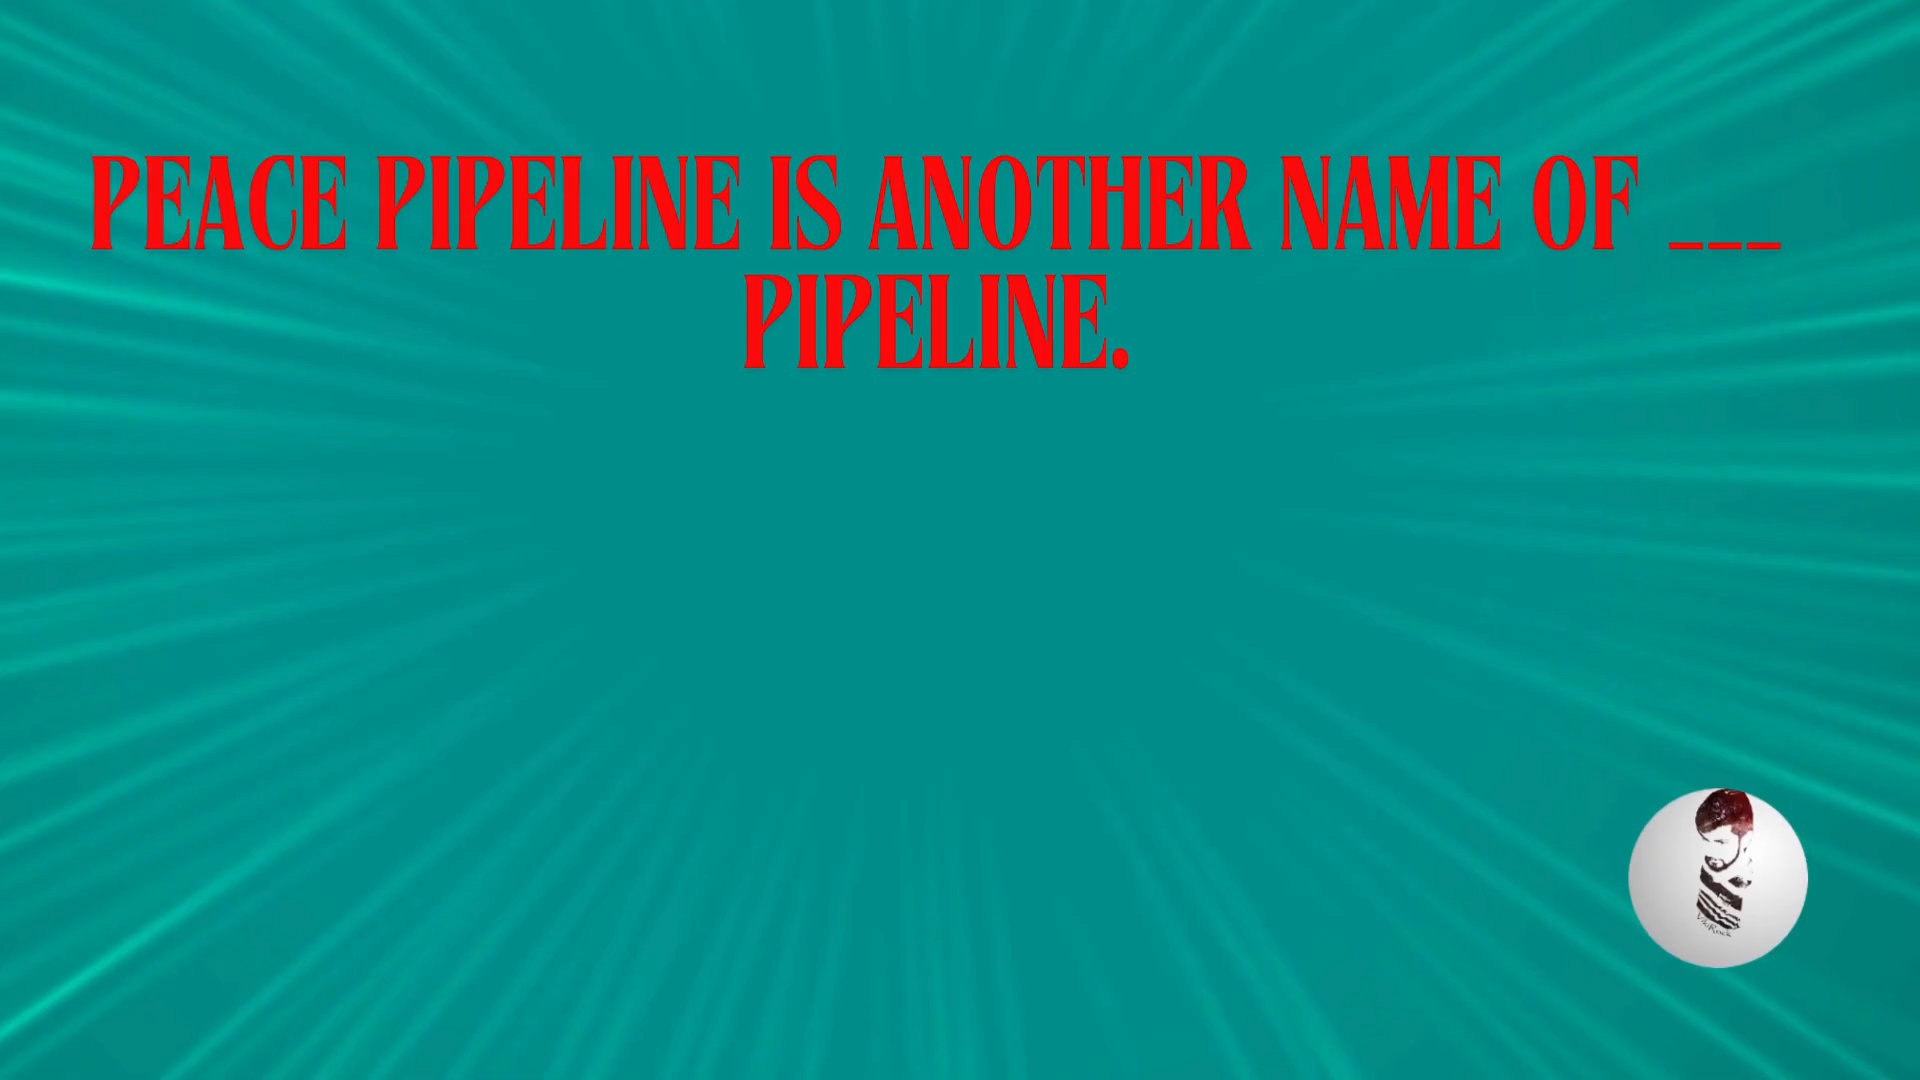 PEACE PIPELINE IS ANOTHER NAME OF ___
PIPELINE.